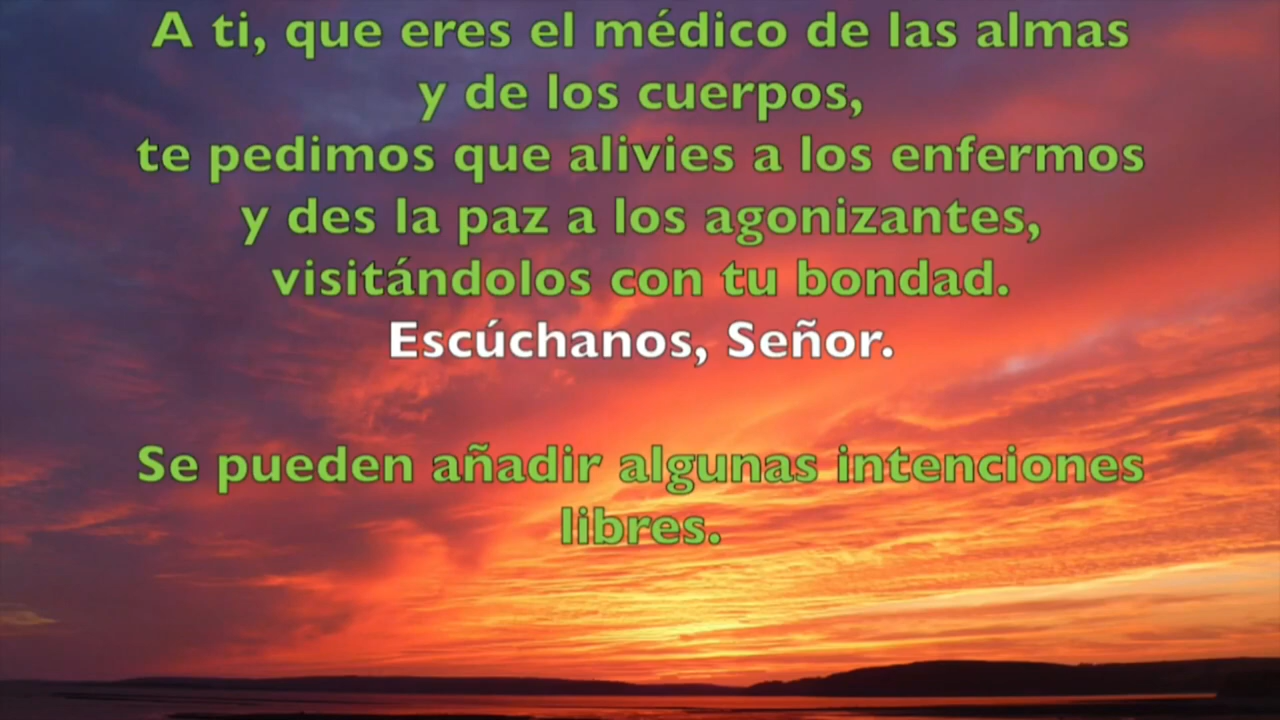 A ti, que eres el médico de las almas
y de los cuerpos,
te pedimos que alivies a los enfermos
y des la paz a los agonizantes,
visitándolos con tu bondad.
Escúchanos, Señor.
Se pueden añadir algunas intenciones
libres.